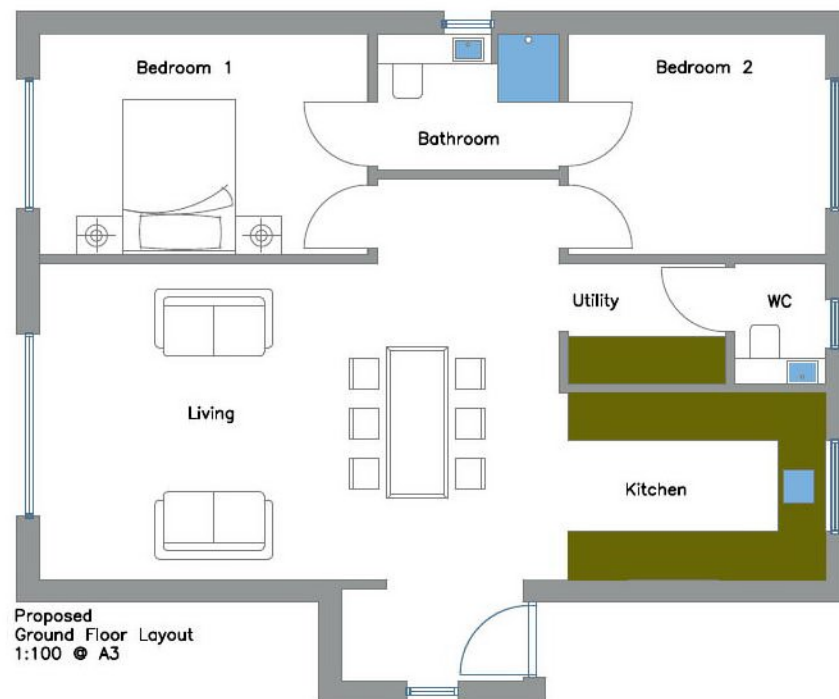 Bedroom 1
Bedroom 2
Bathroom
Utility
WC
Living
Kitchen
Proposed
Ground Floor Layout
1:100 @ A3